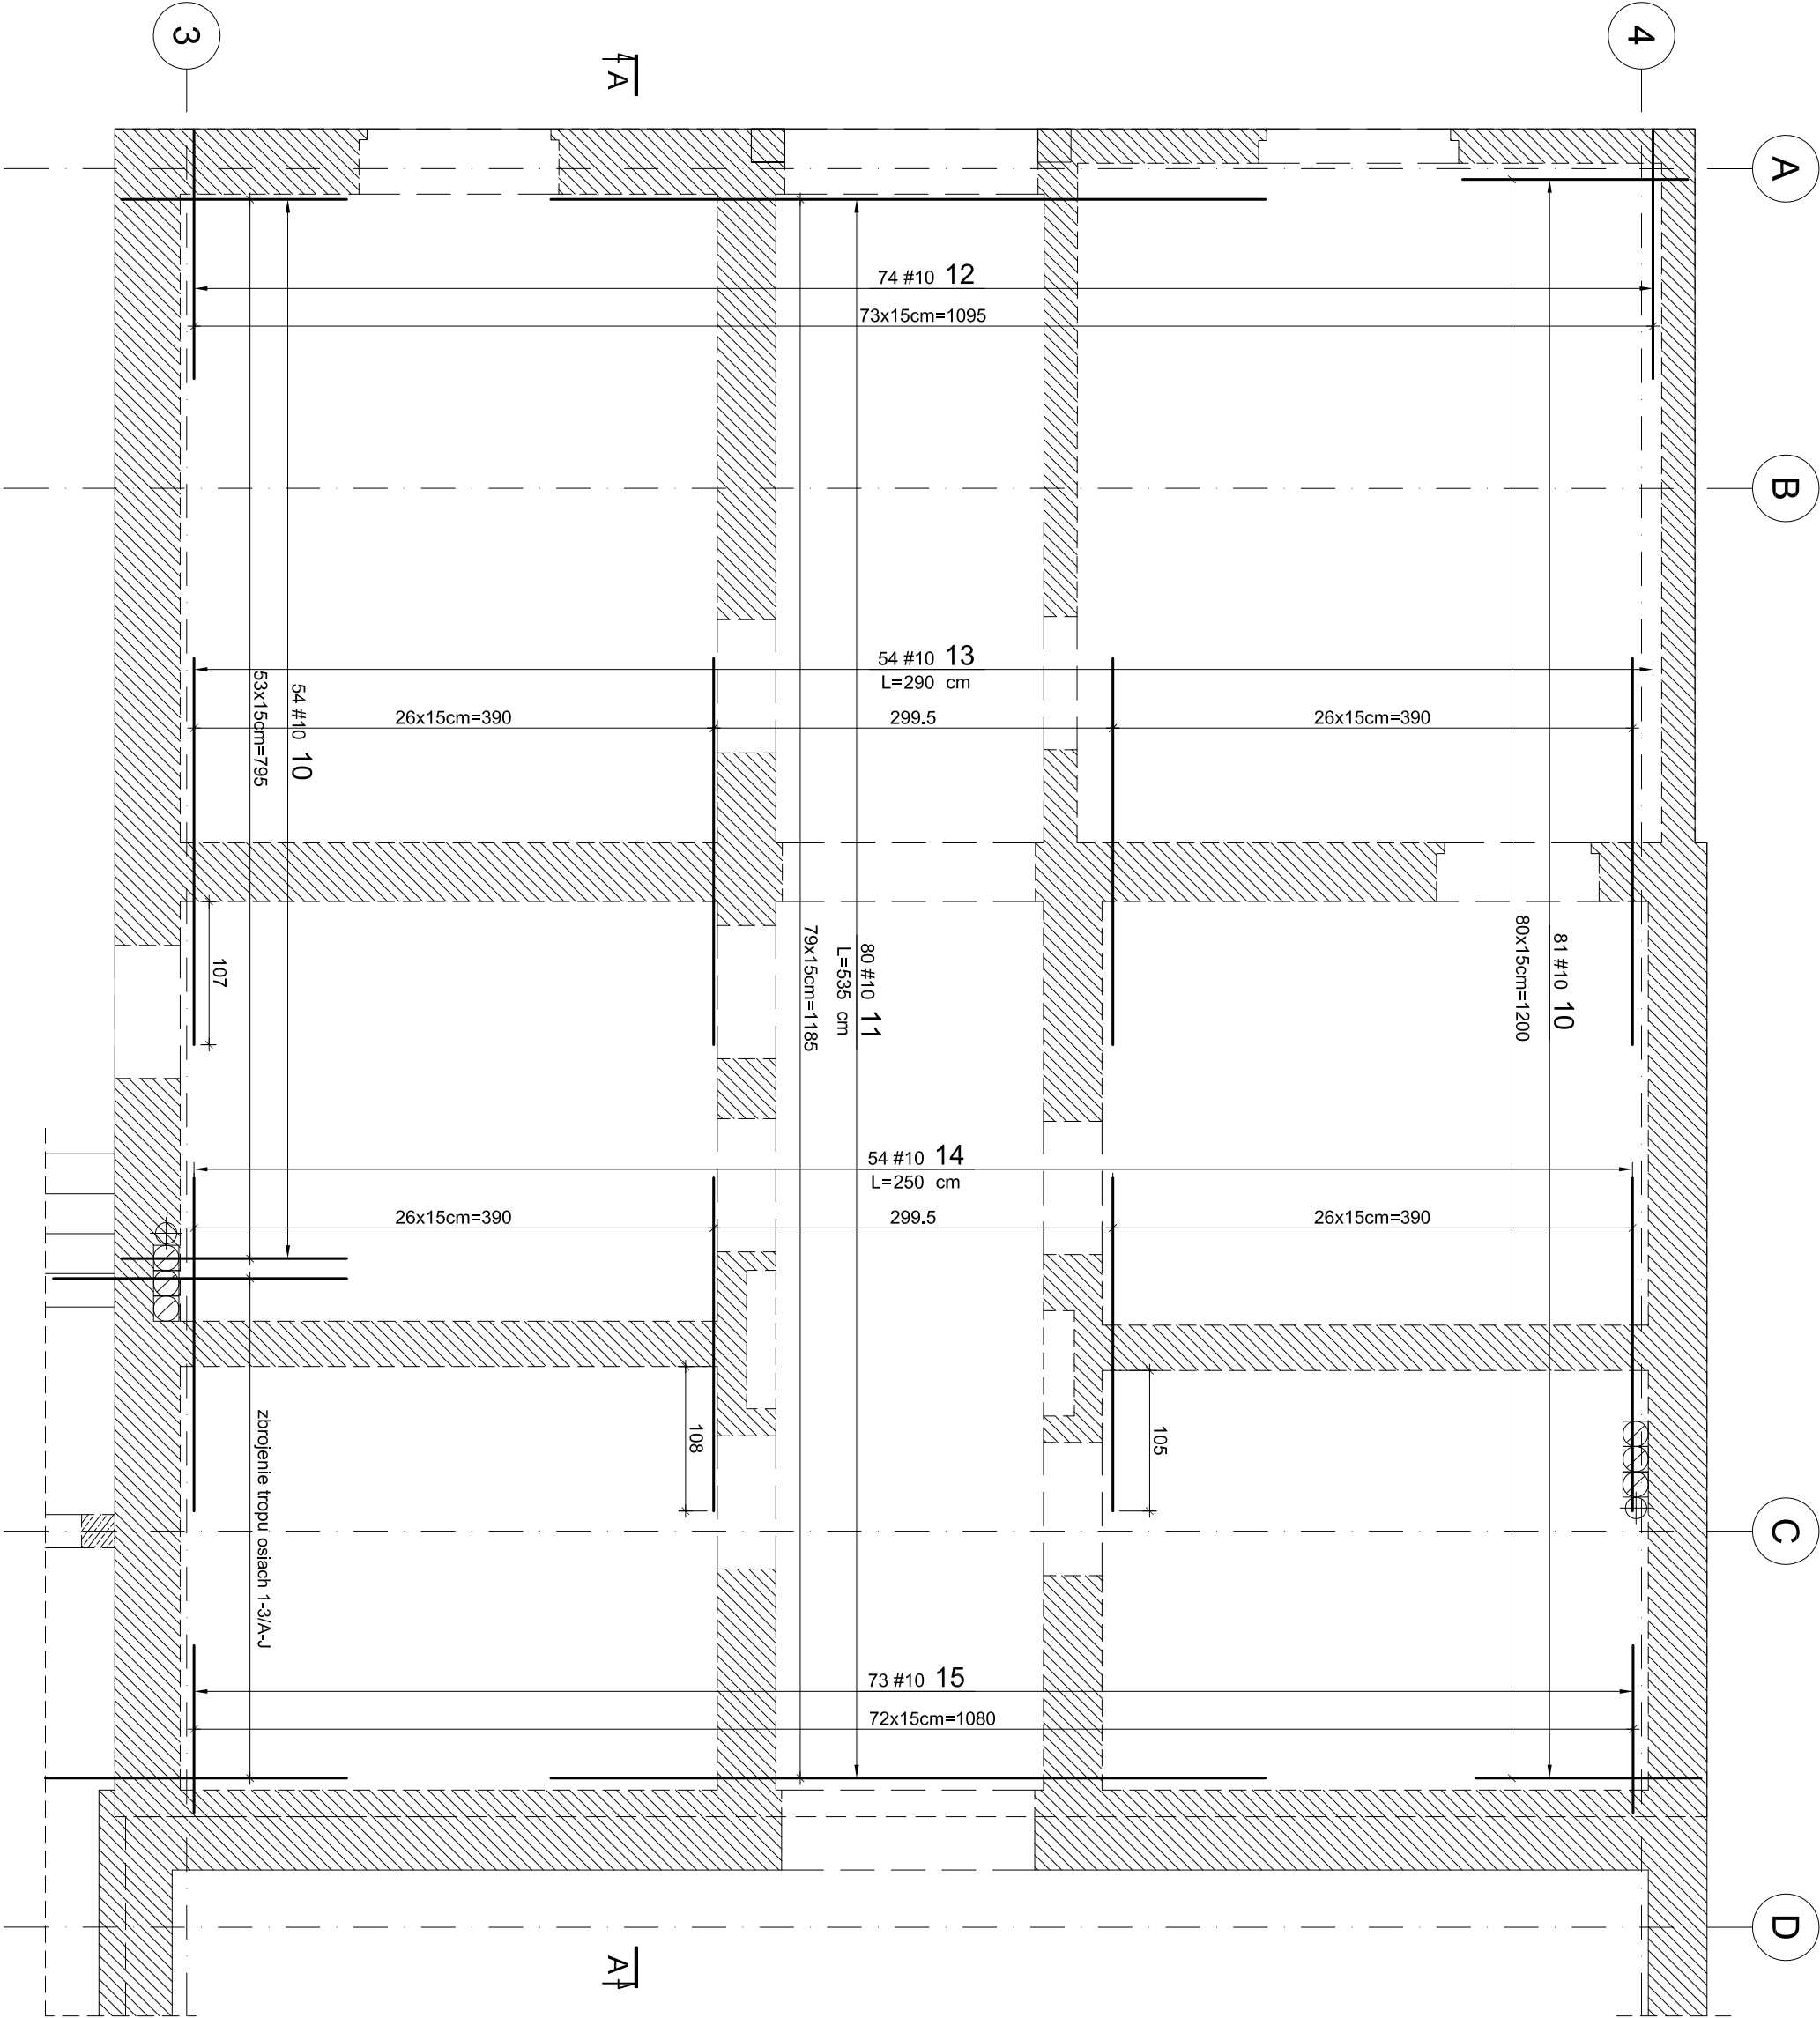 3
4
A
A
74 #10 12
73x15cm=1095
B
54 #10 13
L=290 cm
26x15cm=390
299.5
26x15cm=390
54 #10 10
53x15cm=795
107
80 #10 11
L=535 cm
79x15cm=1185
81 #10 10
80x15cm=1200
54 #10 14
L=250 cm
26x15cm=390
299.5
26x15cm=390
108
105
zbrojenie tropu osiach 1-3/A-J
C
73 #10 15
72x15cm=1080
D
A